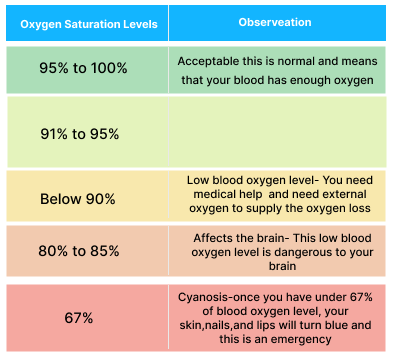 Oxygen Saturation Levels
Observeation
95% to 100%
Acceptable this is normal and means
that your blood has enough oxygen
91% to 95%
Below 90%
Low blood oxygen level- You need
medical help and need external
oxygen to supply the oxygen loss
80% to 85%
Affects the brain- This low blood
oxygen level is dangerous to your
brain
67%
Cyanosis-once you have under 67%
of blood oxygen level, your
skin,nails,and lips will turn blue and
this is an emergency